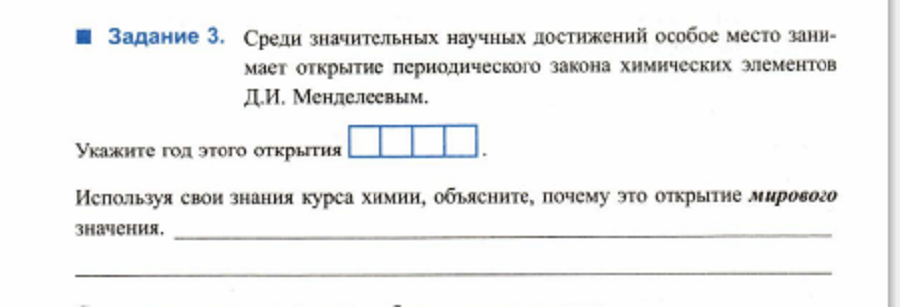 Задание 3. Среди значительных научных достижений особое место зани-
мает открытие периодического закона химических элементов
Д.И. Менделеевым.
Укажите год этого открытия .
Используя свои знания курса химии, объясните, почему это открытие мирового
значения.